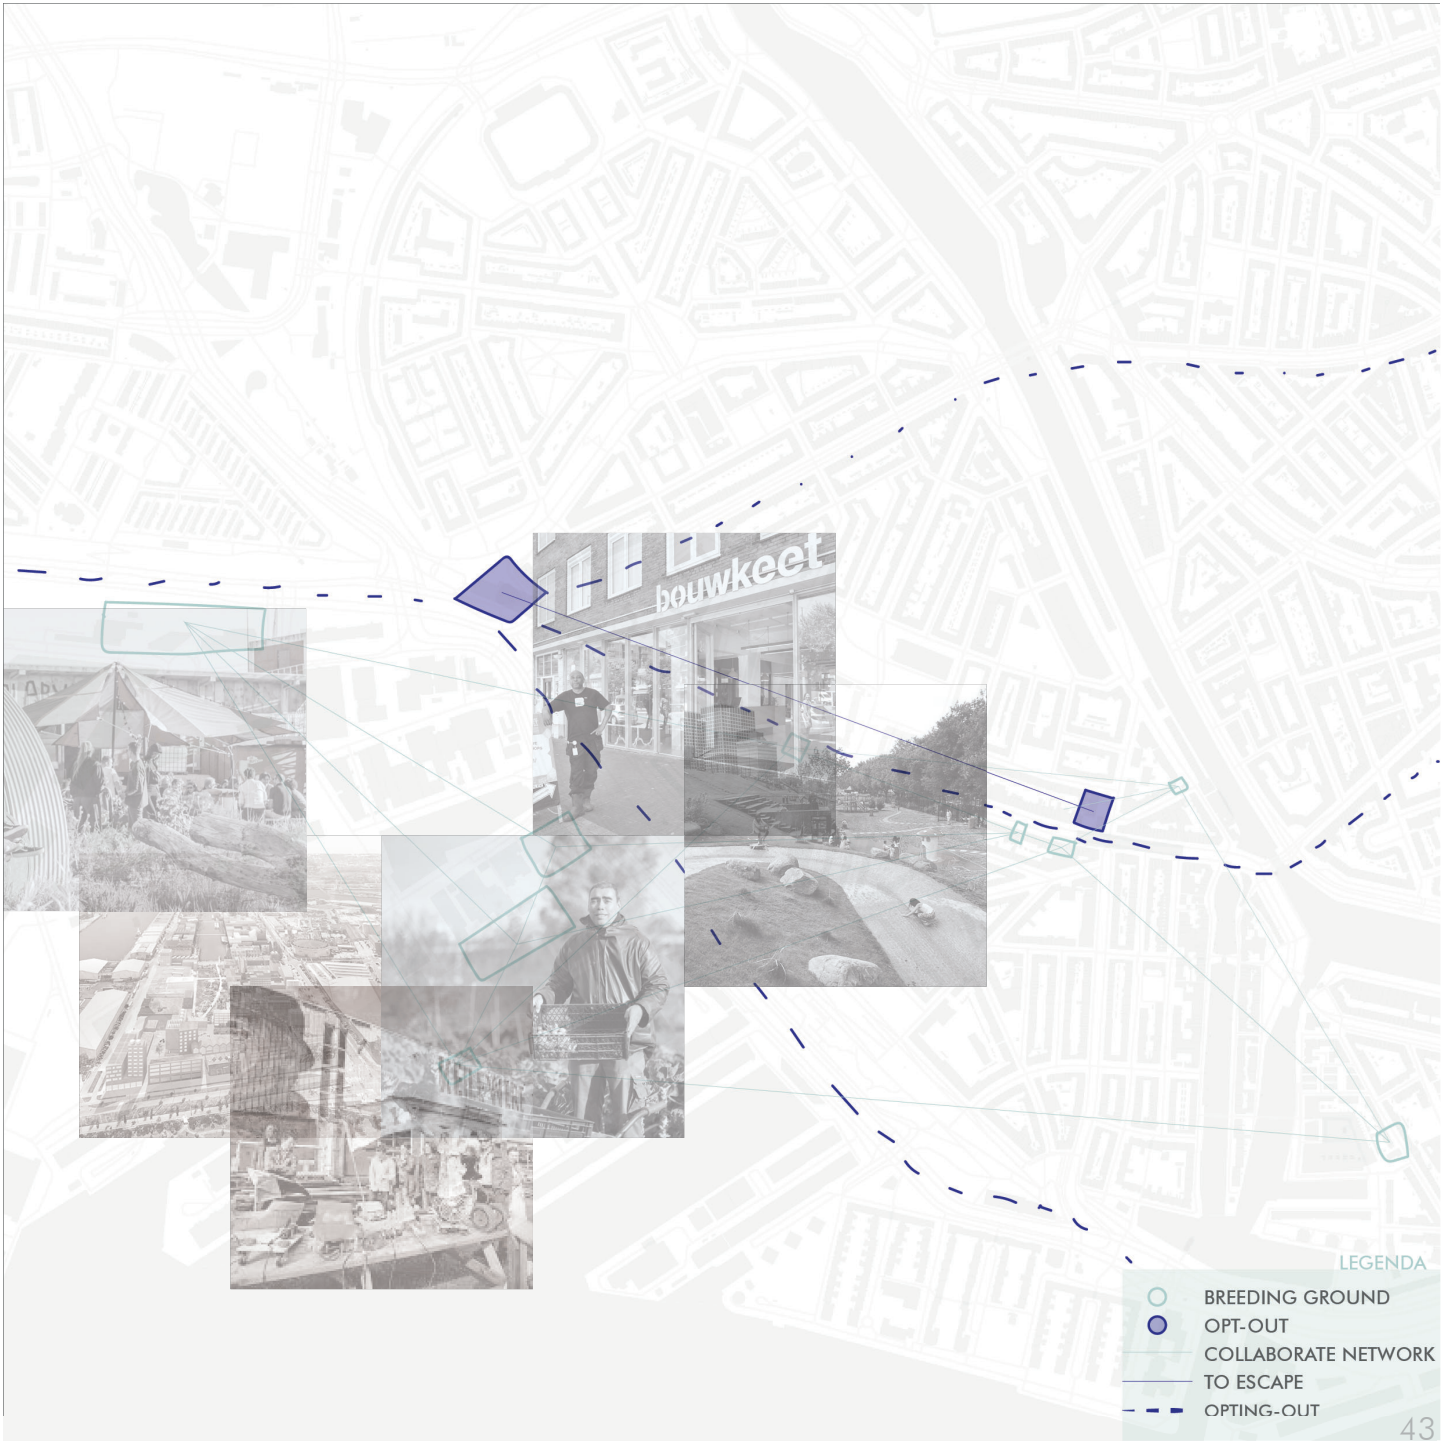 bouwkeet
LEGENDA
BREEDING GROUND
OPT-OUT
COLLABORATE NETWORK
TO ESCAPE
OPTING-OUT
43